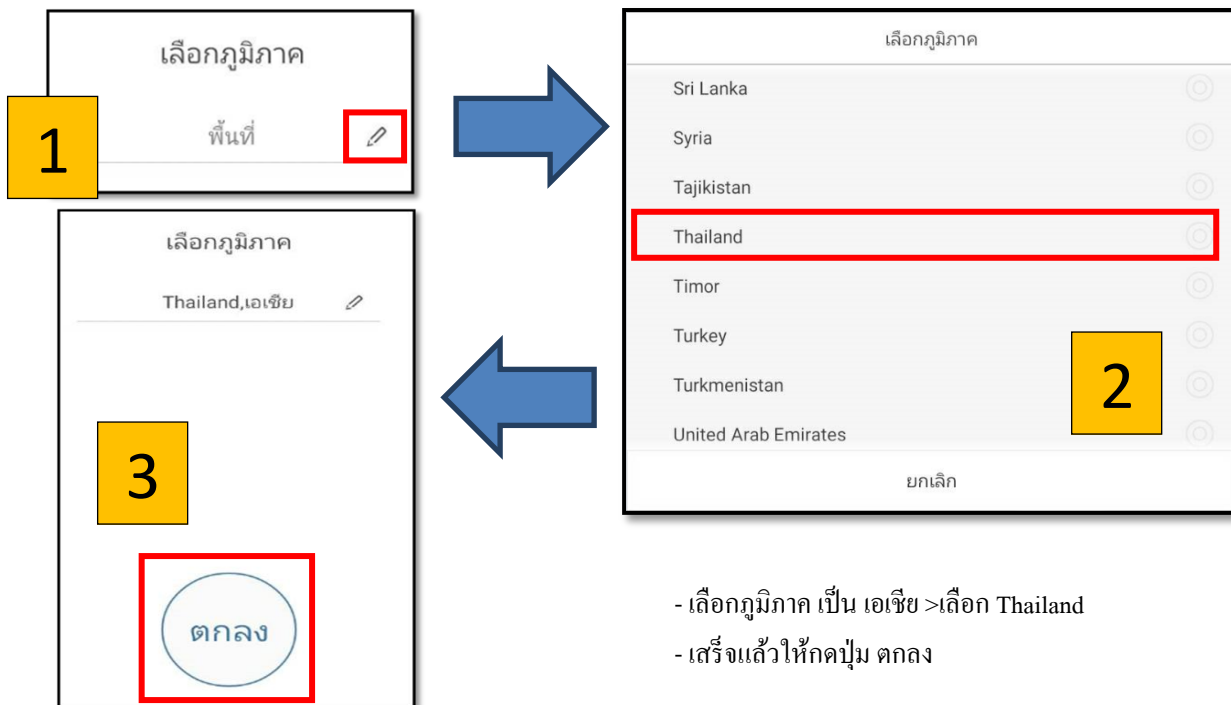 เลือกภูมิภาค
พื้นที่
1
เลือกภูมิภาค
Sri Lanka
Syria
Tajikistan
Thailand
Timor
Turkey
Turkmenistan
United Arab Emirates
ยกเลิก
2
เลือกภูมิภาค
Thailand,เอเชีย
3
ตกลง
- เลือกภูมิภาค เป็น เอเชีย >เลือก Thailand
- เสร็จแล้วให้กดปุ่ม ตกลง